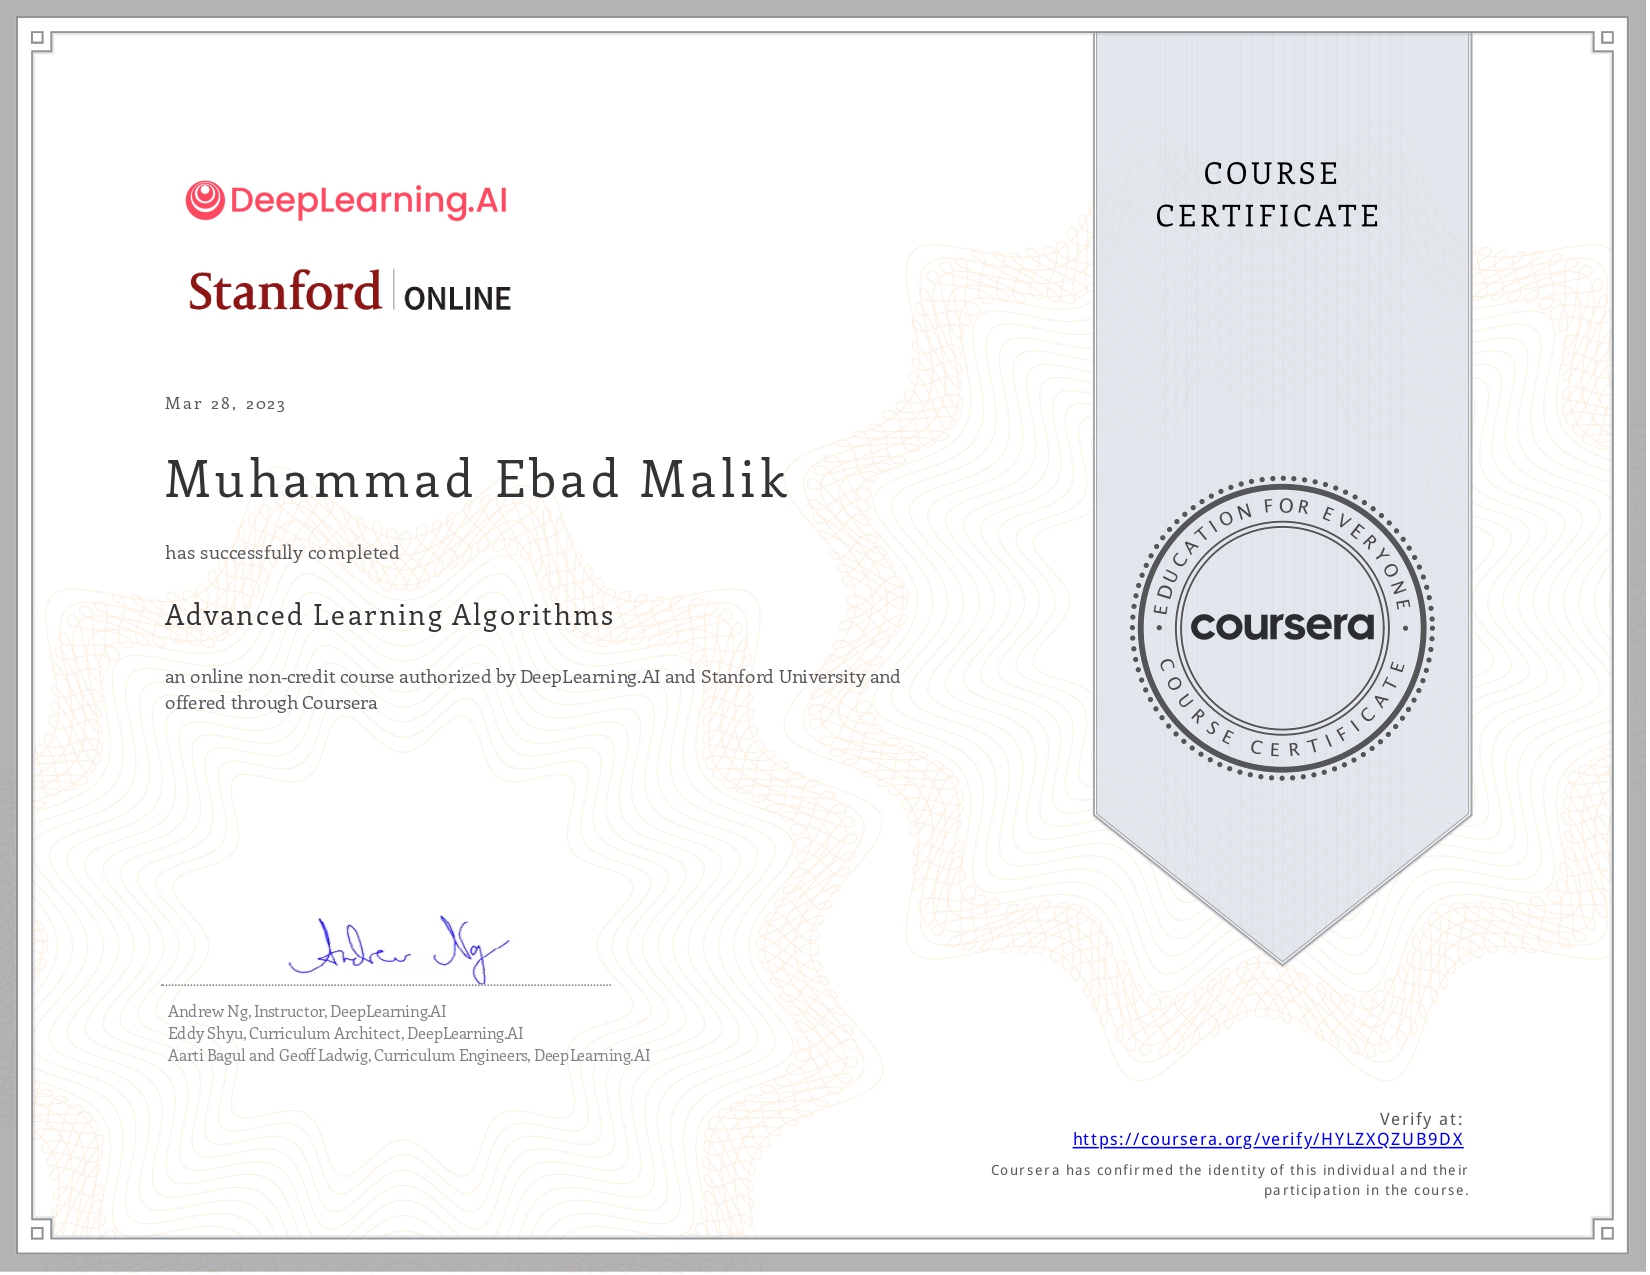 DeepLearning.AI
Stanford ONLINE
COURSE
CERTIFICATE
Mar 28, 2023
Muhammad Ebad Malik
has successfully completed
Advanced Learning Algorithms
an online non-credit course authorized by DeepLearning.AI and Stanford University and
offered through Coursera
EDUCATION FOR EVERYONE
coursera
COURSE CERTIFICATE
Andrew Ng
Andrew Ng, Instructor, DeepLearning.AI
Eddy Shyu, Curriculum Architect, DeepLearning.AI
Aarti Bagul and Geoff Ladwig, Curriculum Engineers, DeepLearning.AI
Verify at:
https://coursera.org/verify/HYLZXQZUB9DX
Coursera has confirmed the identity of this individual and their
participation in the course.